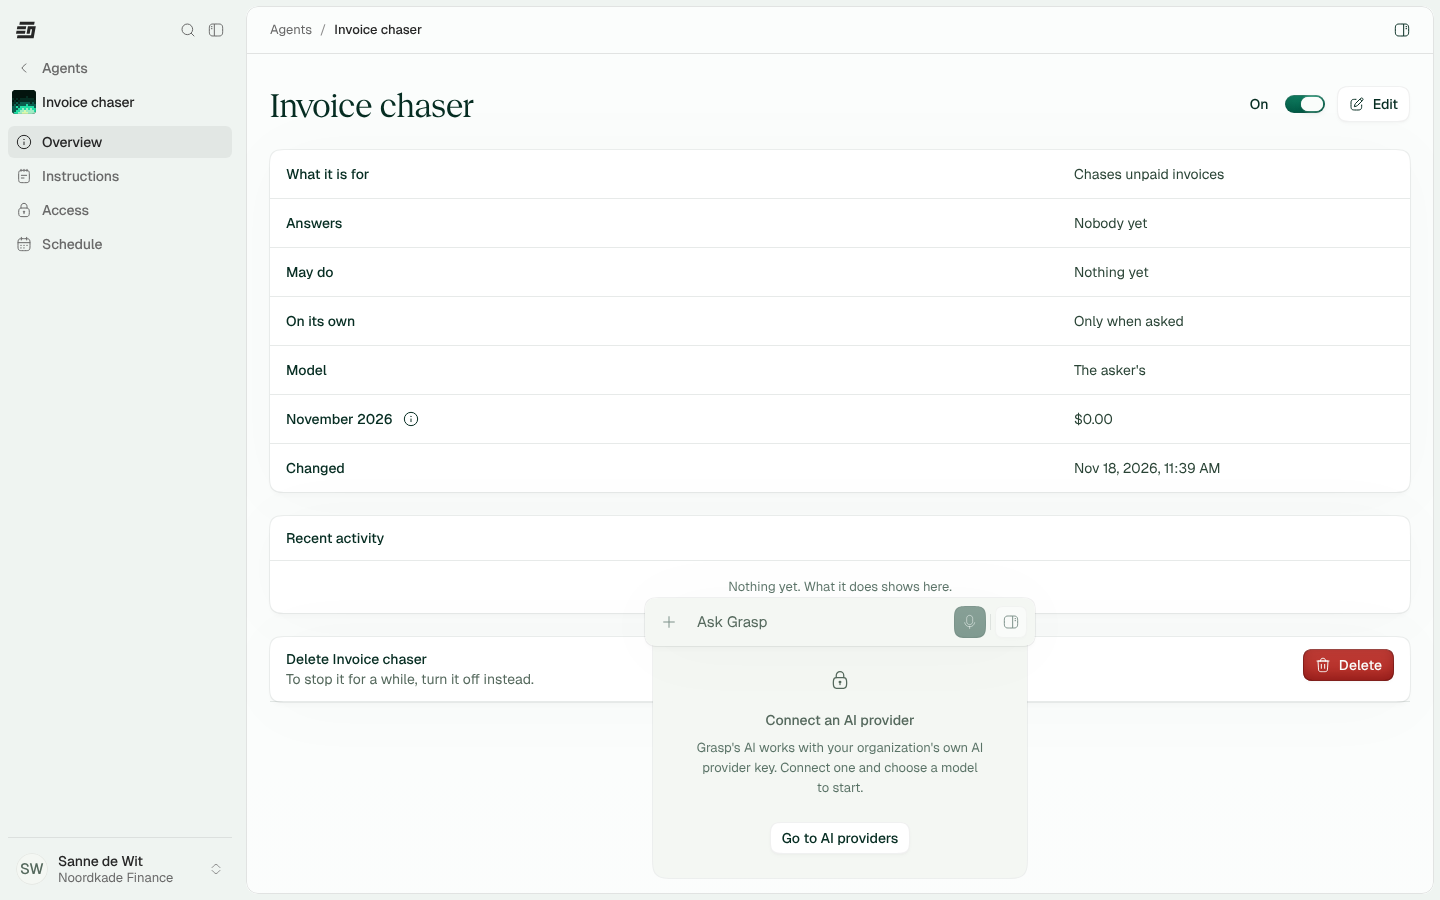 Agents
Invoice chaser
Overview
Instructions
Access
Schedule
Sanne de Wit
Noordkade Finance
SW
Agents / Invoice chaser
Invoice chaser
On
Edit
What it is for
Chases unpaid invoices
Answers
Nobody yet
May do
Nothing yet
On its own
Only when asked
Model
The asker's
November 2026
$0.00
Changed
Nov 18, 2026, 11:39 AM
Recent activity
Nothing yet. What it does shows here.
Delete Invoice chaser
To stop it for a while, turn it off instead.
Delete
Ask Grasp
Connect an AI provider
Grasp's AI works with your organization's own AI
provider key. Connect one and choose a model
to start.
Go to AI providers